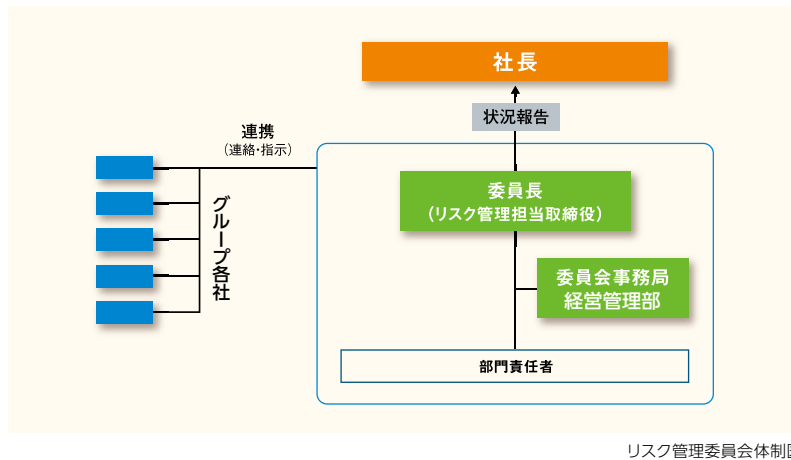 社長
状況報告
連携
（連絡・指示）
委員長
（リスク管理担当取締役）
グループ各社
委員会事務局
経営管理部
部門責任者
リスク管理委員会体制